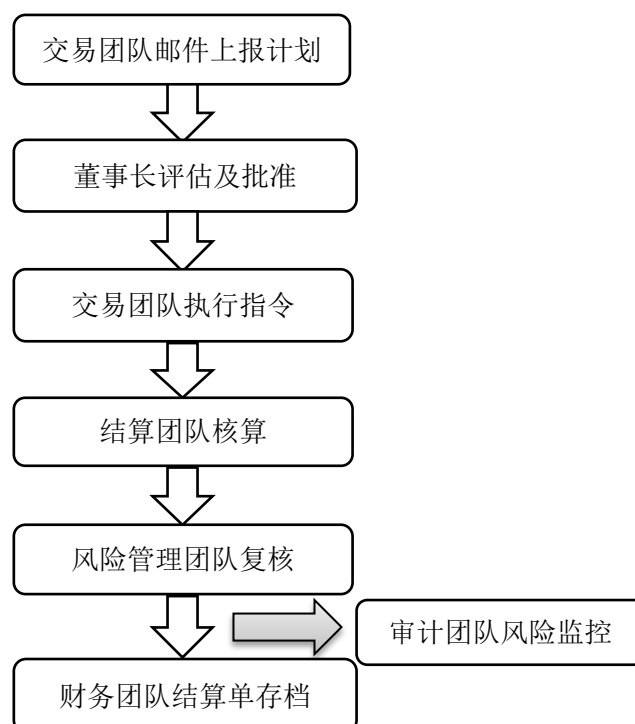 交易团队邮件上报计划
董事长评估及批准
交易团队执行指令
结算团队核算
风险管理团队复核
审计团队风险监控
财务团队结算单存档